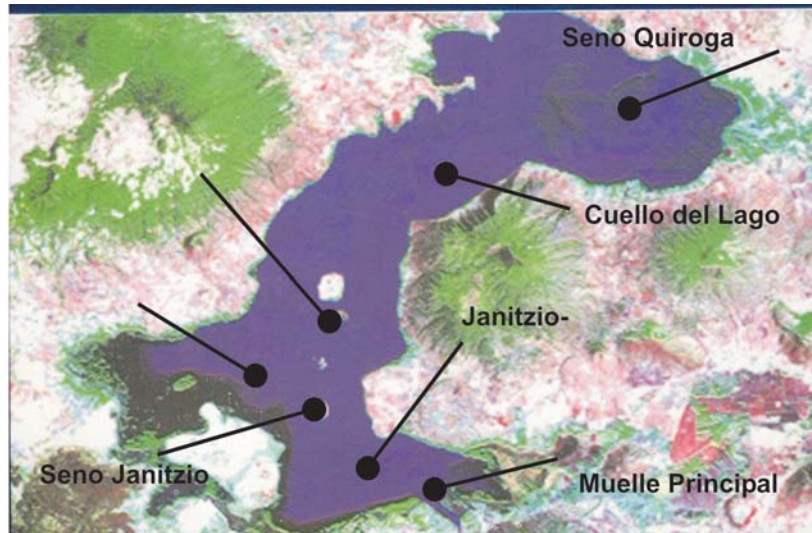 Seno Quiroga
Cuello del Lago
Janitzio-
Seno Janitzio
Muelle Principal